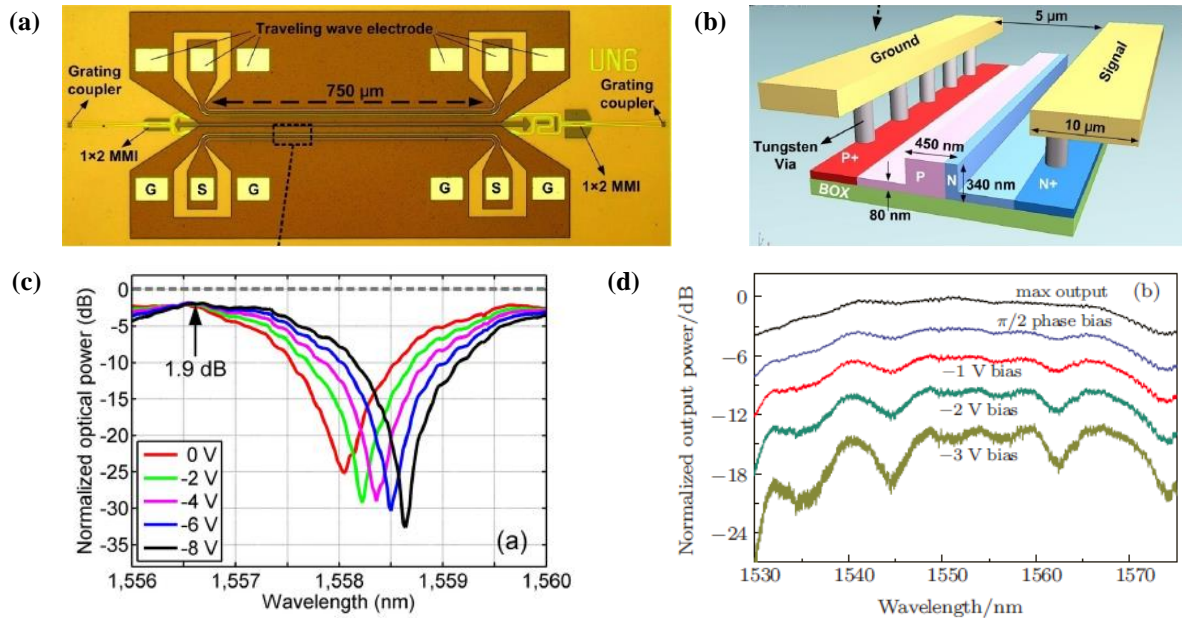 (a)
Traveling wave electrode
UN6
Grating
coupler
750 µm
Grating
coupler
1×2 MMI
1×2 MMI
G
S
G
G
S
G
(b)
5 µm
Ground
Signal
10 µm
Tungsten
Via
P+
450 nm
P
N
340 nm
N+
BOX
80 nm
(c)
Normalized optical power (dB)
0
-5
-10
-15
-20
-25
-30
-35
-38
1.9 dB
0 V
-2 V
-4 V
-6 V
-8 V
(a)
1,556
1,557
1,558
1,559
1,560
Wavelength (nm)
(d)
Normalized output power/dB
0
−6
−12
−18
−24
max output
(b)
π/2 phase bias
−1 V bias
−2 V bias
−3 V bias
1530
1540
1550
1560
1570
Wavelength/nm